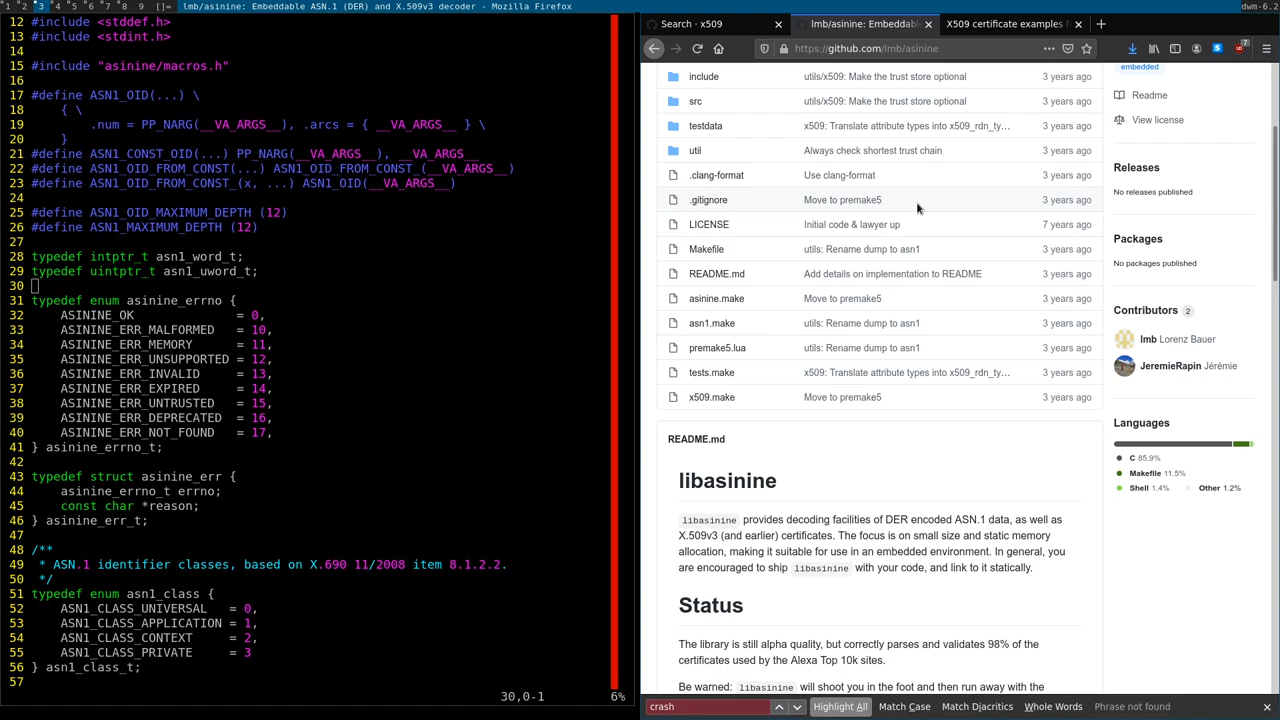 1 2 3 4 5 6 7 8 9 []= lmb/asinine: Embeddable ASN.1 (DER) and X.509v3 decoder - Mozilla Firefox dwm-6.2
12 #include <stddef.h>
13 #include <stdint.h>
14
15 #include "asinine/macros.h"
16
17 #define ASN1_OID(...) \
18 { \
19 .num = PP_NARG(__VA_ARGS__), .arcs = { __VA_ARGS__ } \
20 }
21 #define ASN1_CONST_OID(...) PP_NARG(__VA_ARGS__), __VA_ARGS__
22 #define ASN1_OID_FROM_CONST(...) ASN1_OID_FROM_CONST_(__VA_ARGS__)
23 #define ASN1_OID_FROM_CONST_(x, ...) ASN1_OID(__VA_ARGS__)
24
25 #define ASN1_OID_MAXIMUM_DEPTH (12)
26 #define ASN1_MAXIMUM_DEPTH (12)
27
28 typedef intptr_t asn1_word_t;
29 typedef uintptr_t asn1_uword_t;
30
31 typedef enum asinine_errno {
32 ASININE_OK = 0,
33 ASININE_ERR_MALFORMED = 10,
34 ASININE_ERR_MEMORY = 11,
35 ASININE_ERR_UNSUPPORTED = 12,
36 ASININE_ERR_INVALID = 13,
37 ASININE_ERR_EXPIRED = 14,
38 ASININE_ERR_UNTRUSTED = 15,
39 ASININE_ERR_DEPRECATED = 16,
40 ASININE_ERR_NOT_FOUND = 17,
41 } asinine_errno_t;
42
43 typedef struct asinine_err {
44 asinine_errno_t errno;
45 const char *reason;
46 } asinine_err_t;
47
48 /**
49 * ASN.1 identifier classes, based on X.690 11/2008 item 8.1.2.2.
50 */
51 typedef enum asn1_class {
52 ASN1_CLASS_UNIVERSAL = 0,
53 ASN1_CLASS_APPLICATION = 1,
54 ASN1_CLASS_CONTEXT = 2,
55 ASN1_CLASS_PRIVATE = 3
56 } asn1_class_t;
57
30,0-1 6%
Search · x509
lmb/asinine: Embeddable
X509 certificate examples f
https://github.com/lmb/asinine
7
include utils/x509: Make the trust store optional 3 years ago
src utils/x509: Make the trust store optional 3 years ago
testdata x509: Translate attribute types into x509_rdn_ty… 3 years ago
util Always check shortest trust chain 3 years ago
.clang-format Use clang-format 3 years ago
.gitignore Move to premake5 3 years ago
LICENSE Initial code & lawyer up 7 years ago
Makefile utils: Rename dump to asn1 3 years ago
README.md Add details on implementation to README 3 years ago
asinine.make Move to premake5 3 years ago
asn1.make utils: Rename dump to asn1 3 years ago
premake5.lua utils: Rename dump to asn1 3 years ago
tests.make x509: Translate attribute types into x509_rdn_ty… 3 years ago
x509.make Move to premake5 3 years ago
README.md
libasinine
libasinine provides decoding facilities of DER encoded ASN.1 data, as well as
X.509v3 (and earlier) certificates. The focus is on small size and static memory
allocation, making it suitable for use in an embedded environment. In general, you
are encouraged to ship libasinine with your code, and link to it statically.
Status
The library is still alpha quality, but correctly parses and validates 98% of the
certificates used by the Alexa Top 10k sites.
Be warned: libasinine will shoot you in the foot and then run away with the
embedded
Readme
View license
Releases
No releases published
Packages
No packages published
Contributors 2
lmb Lorenz Bauer
JeremieRapin Jérémie
Languages
C 85.9%
Makefile 11.5%
Shell 1.4% Other 1.2%
crash Highlight All Match Case Match Diacritics Whole Words Phrase not found